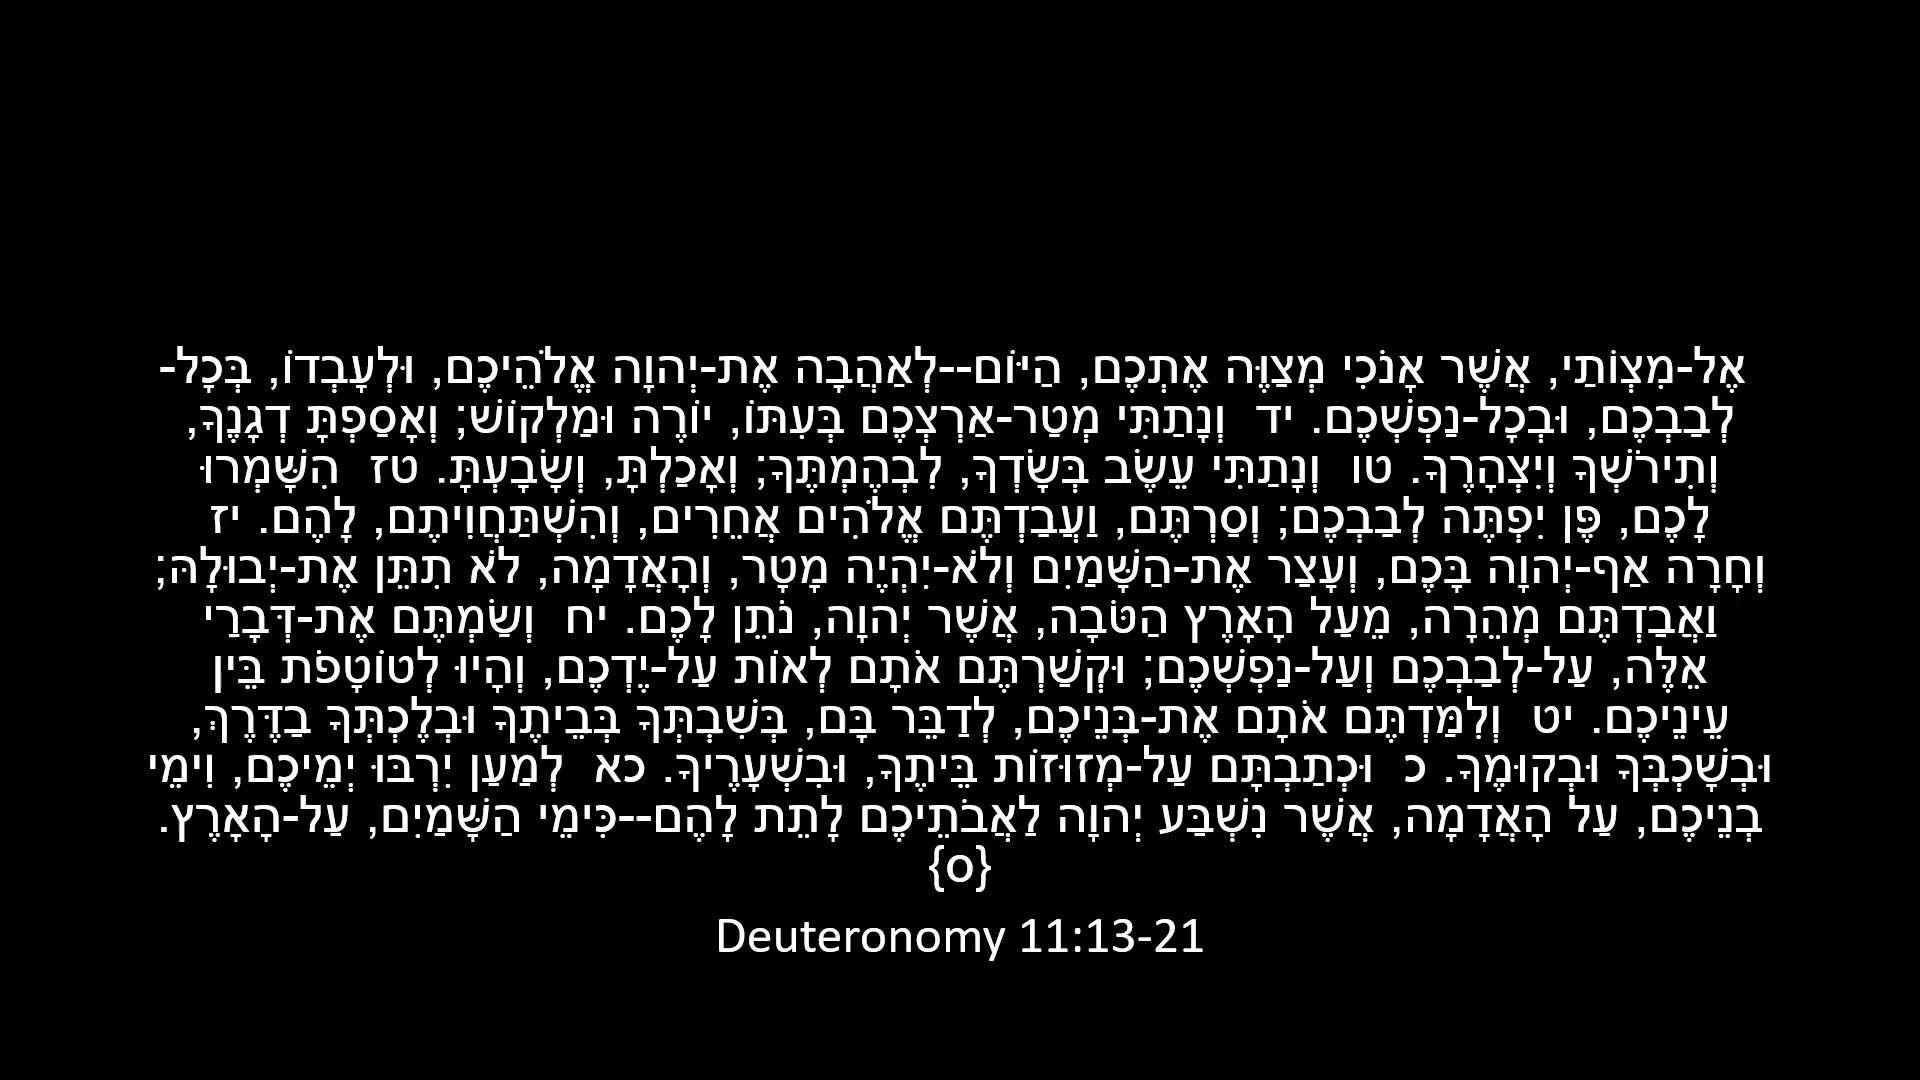 אֶל-מִצְוֺתַי, אֲשֶׁר אָנֹכִי מְצַוֶּה אֶתְכֶם, הַיּוֹם--לְאַהֲבָה אֶת-יְהוָה אֱלֹהֵיכֶם, וּלְעָבְדוֹ, בְּכָל-
לְבַבְכֶם, וּבְכָל-נַפְשְׁכֶם. יד  וְנָתַתִּי מְטַר-אַרְצְכֶם בְּעִתּוֹ, יוֹרֶה וּמַלְקוֹשׁ; וְאָסַפְתָּ דְגָנֶךָ,
וְתִירֹשְׁךָ וְיִצְהָרֶךָ. טו  וְנָתַתִּי עֵשֶׂב בְּשָׂדְךָ, לִבְהֶמְתֶּךָ; וְאָכַלְתָּ, וְשָׂבָעְתָּ. טז  הִשָּׁמְרוּ
לָכֶם, פֶּן יִפְתֶּה לְבַבְכֶם; וְסַרְתֶּם, וַעֲבַדְתֶּם אֱלֹהִים אֲחֵרִים, וְהִשְׁתַּחֲוִיתֶם, לָהֶם. יז
וְחָרָה אַף-יְהוָה בָּכֶם, וְעָצַר אֶת-הַשָּׁמַיִם וְלֹא-יִהְיֶה מָטָר, וְהָאֲדָמָה, לֹא תִתֵּן אֶת-יְבוּלָהּ;
וַאֲבַדְתֶּם מְהֵרָה, מֵעַל הָאָרֶץ הַטֹּבָה, אֲשֶׁר יְהוָה, נֹתֵן לָכֶם. יח  וְשַׂמְתֶּם אֶת-דְּבָרַי
אֵלֶּה, עַל-לְבַבְכֶם וְעַל-נַפְשְׁכֶם; וּקְשַׁרְתֶּם אֹתָם לְאוֹת עַל-יֶדְכֶם, וְהָיוּ לְטוֹטָפֹת בֵּין
עֵינֵיכֶם. יט  וְלִמַּדְתֶּם אֹתָם אֶת-בְּנֵיכֶם, לְדַבֵּר בָּם, בְּשִׁבְתְּךָ בְּבֵיתֶךָ וּבְלֶכְתְּךָ בַדֶּרֶךְ,
וּבְשָׁכְבְּךָ וּבְקוּמֶךָ. כ  וּכְתַבְתָּם עַל-מְזוּזוֹת בֵּיתֶךָ, וּבִשְׁעָרֶיךָ. כא  לְמַעַן יִרְבּוּ יְמֵיכֶם, וִימֵי
בְנֵיכֶם, עַל הָאֲדָמָה, אֲשֶׁר נִשְׁבַּע יְהוָה לַאֲבֹתֵיכֶם לָתֵת לָהֶם--כִּימֵי הַשָּׁמַיִם, עַל-הָאָרֶץ.
{ס}
Deuteronomy 11:13-21